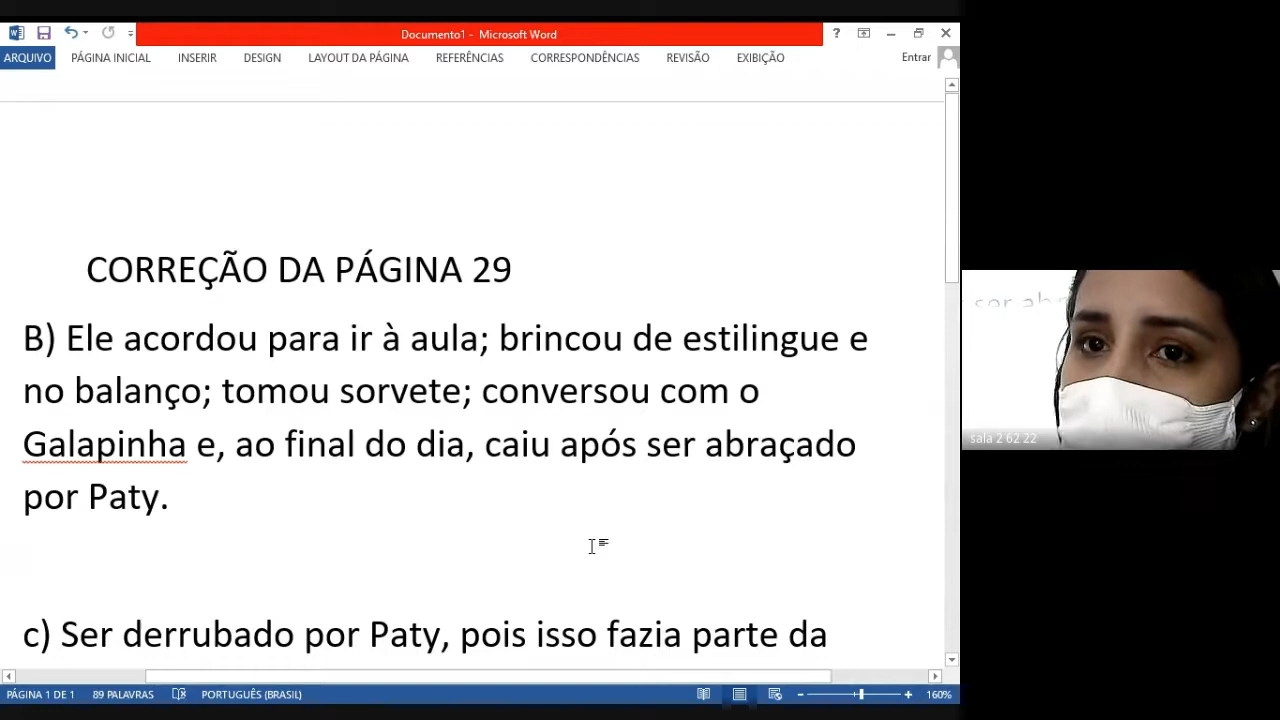 Documento1 - Microsoft Word
?
ARQUIVO PÁGINA INICIAL INSERIR DESIGN LAYOUT DA PÁGINA REFERÊNCIAS CORRESPONDÊNCIAS REVISÃO EXIBIÇÃO Entrar
CORREÇÃO DA PÁGINA 29
B) Ele acordou para ir à aula; brincou de estilingue e
no balanço; tomou sorvete; conversou com o
Galapinha e, ao final do dia, caiu após ser abraçado
por Paty.
c) Ser derrubado por Paty, pois isso fazia parte da
ser
sala 2 62 22
PÁGINA 1 DE 1 89 PALAVRAS PORTUGUÊS (BRASIL) 160%